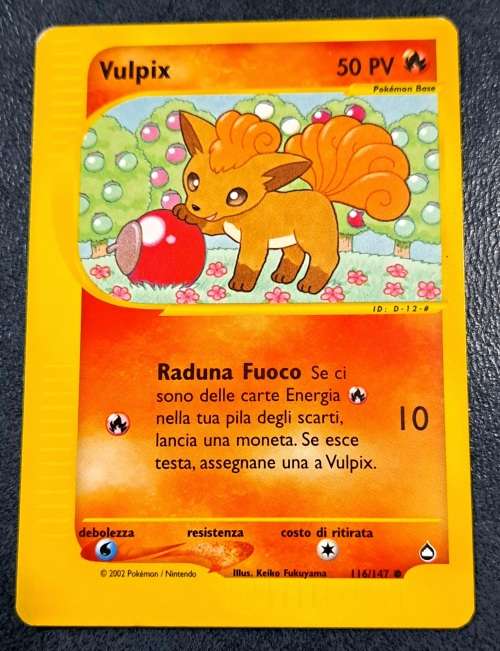 Vulpix 50 PV
Pokémon Base
ID: D-12-#
Raduna Fuoco Se ci
sono delle carte Energia
nella tua pila degli scarti,
lancia una moneta. Se esce
testa, assegnane una a Vulpix.
10
debolezza resistenza costo di ritirata
© 2002 Pokémon / Nintendo Illus. Keiko Fukuyama 116/147